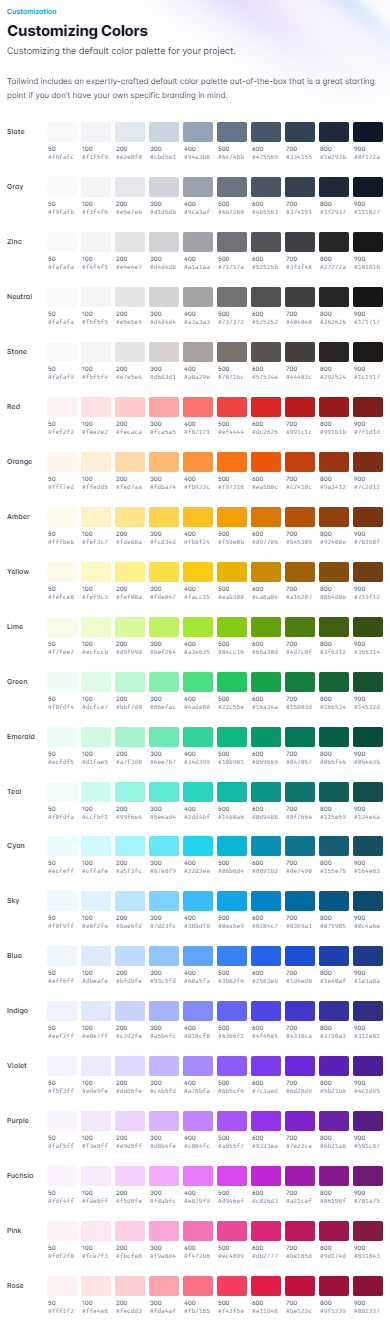 Customization
Customizing Colors
Customizing the default color palette for your project.
Tailwind includes an expertly-crafted default color palette out-of-the-box that is a great starting
point if you don't have your own specific branding in mind.
Slate
50 100 200 300 400 500 600 700 800 900
#f8fafc #f1f5f9 #e2e8f0 #cbd5e1 #94a3b8 #64748b #475569 #334155 #1e293b #0f172a
Gray
50 100 200 300 400 500 600 700 800 900
#f9fafb #f3f4f6 #e5e7eb #d1d5db #9ca3af #6b7280 #4b5563 #374151 #1f2937 #111827
Zinc
50 100 200 300 400 500 600 700 800 900
#fafafa #f4f4f5 #e4e4e7 #d4d4d8 #a1a1aa #71717a #52525b #3f3f46 #27272a #18181b
Neutral
50 100 200 300 400 500 600 700 800 900
#fafafa #f5f5f5 #e5e5e5 #d4d4d4 #a3a3a3 #737373 #525252 #404040 #262626 #171717
Stone
50 100 200 300 400 500 600 700 800 900
#fafaf9 #f5f5f4 #e7e5e4 #d6d3d1 #a8a29e #78716c #57534e #44403c #292524 #1c1917
Red
50 100 200 300 400 500 600 700 800 900
#fef2f2 #fee2e2 #fecaca #fca5a5 #f87171 #ef4444 #dc2626 #b91c1c #991b1b #7f1d1d
Orange
50 100 200 300 400 500 600 700 800 900
#fff7ed #ffedd5 #fed7aa #fdba74 #fb923c #f97316 #ea580c #c2410c #9a3412 #7c2d12
Amber
50 100 200 300 400 500 600 700 800 900
#fffbeb #fef3c7 #fde68a #fcd34d #fbbf24 #f59e0b #d97706 #b45309 #92400e #78350f
Yellow
50 100 200 300 400 500 600 700 800 900
#fefce8 #fef9c3 #fef08a #fde047 #facc15 #eab308 #ca8a04 #a16207 #854d0e #713f12
Lime
50 100 200 300 400 500 600 700 800 900
#f7fee7 #ecfccb #d9f99d #bef264 #a3e635 #84cc16 #65a30d #4d7c0f #3f6212 #365314
Green
50 100 200 300 400 500 600 700 800 900
#f0fdf4 #dcfce7 #bbf7d0 #86efac #4ade80 #22c55e #16a34a #15803d #166534 #14532d
Emerald
50 100 200 300 400 500 600 700 800 900
#ecfdf5 #d1fae5 #a7f3d0 #6ee7b7 #34d399 #10b981 #059669 #047857 #065f46 #064e3b
Teal
50 100 200 300 400 500 600 700 800 900
#f0fdfa #ccfbf1 #99f6e4 #5eead4 #2dd4bf #14b8a6 #0d9488 #0f766e #115e59 #134e4a
Cyan
50 100 200 300 400 500 600 700 800 900
#ecfeff #cffafe #a5f3fc #67e8f9 #22d3ee #06b6d4 #0891b2 #0e7490 #155e75 #164e63
Sky
50 100 200 300 400 500 600 700 800 900
#f0f9ff #e0f2fe #bae6fd #7dd3fc #38bdf8 #0ea5e9 #0284c7 #0369a1 #075985 #0c4a6e
Blue
50 100 200 300 400 500 600 700 800 900
#eff6ff #dbeafe #bfdbfe #93c5fd #60a5fa #3b82f6 #2563eb #1d4ed8 #1e40af #1e3a8a
Indigo
50 100 200 300 400 500 600 700 800 900
#eef2ff #e0e7ff #c7d2fe #a5b4fc #818cf8 #6366f1 #4f46e5 #4338ca #3730a3 #312e81
Violet
50 100 200 300 400 500 600 700 800 900
#f5f3ff #ede9fe #ddd6fe #c4b5fd #a78bfa #8b5cf6 #7c3aed #6d28d9 #5b21b6 #4c1d95
Purple
50 100 200 300 400 500 600 700 800 900
#faf5ff #f3e8ff #e9d5ff #d8b4fe #c084fc #a855f7 #9333ea #7e22ce #6b21a8 #581c87
Fuchsia
50 100 200 300 400 500 600 700 800 900
#fdf4ff #fae8ff #f5d0fe #f0abfc #e879f9 #d946ef #c026d3 #a21caf #86198f #701a75
Pink
50 100 200 300 400 500 600 700 800 900
#fdf2f8 #fce7f3 #fbcfe8 #f9a8d4 #f472b6 #ec4899 #db2777 #be185d #9d174d #831843
Rose
50 100 200 300 400 500 600 700 800 900
#fff1f2 #ffe4e6 #fecdd3 #fda4af #fb7185 #f43f5e #e11d48 #be123c #9f1239 #881337